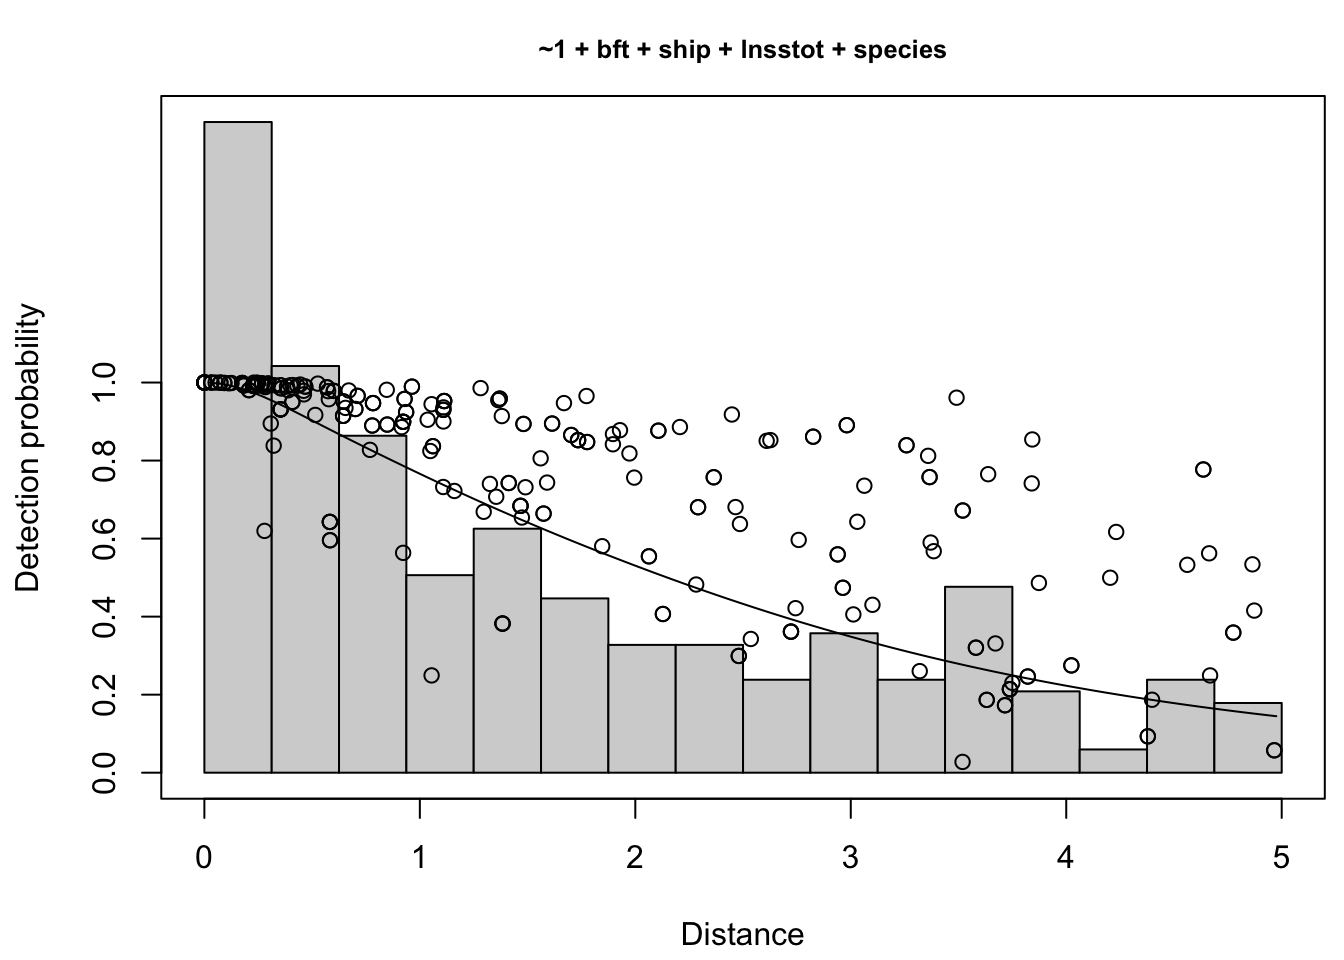 ~1 + bft + ship + lnsstot + species
Detection probability
1.0
0.8
0.6
0.4
0.2
0.0
0 1 2 3 4 5
Distance